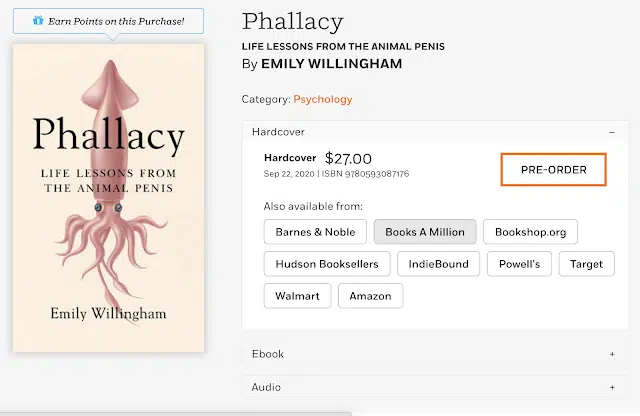 Earn Points on this Purchase!
Phallacy
LIFE LESSONS FROM
THE ANIMAL PENIS
Emily Willingham
Phallacy
LIFE LESSONS FROM THE ANIMAL PENIS
By EMILY WILLINGHAM
Category: Psychology
Hardcover −
Hardcover $27.00
Sep 22, 2020 | ISBN 9780593087176
PRE-ORDER
Also available from:
Barnes & Noble Books A Million Bookshop.org
Hudson Booksellers IndieBound Powell's Target
Walmart Amazon
Ebook +
Audio +